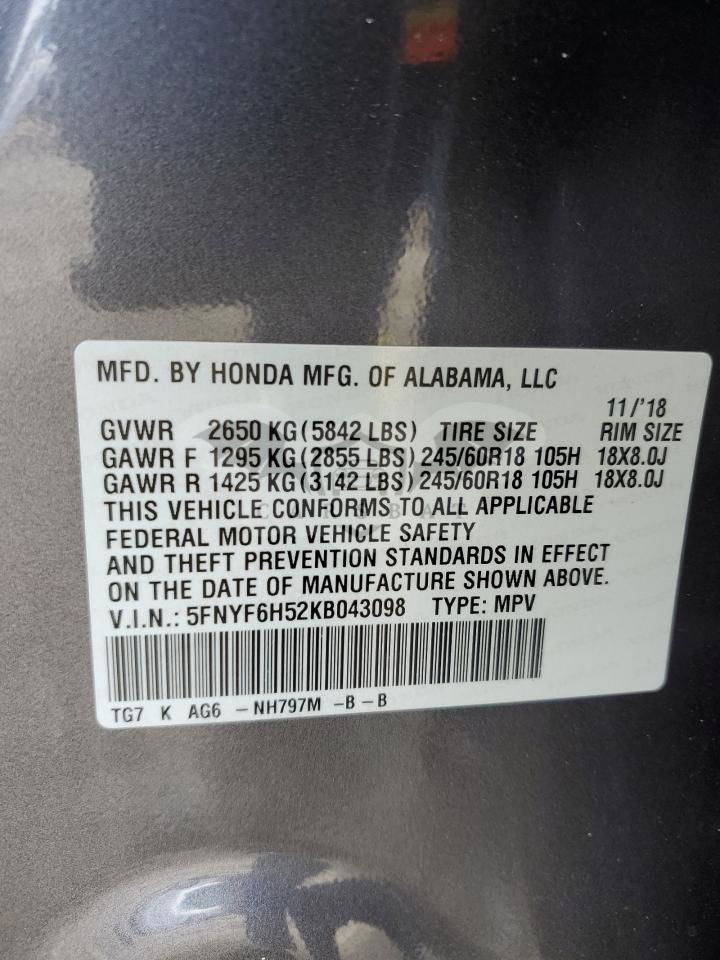 MFD. BY HONDA MFG. OF ALABAMA, LLC
11/'18
GVWR 2650 KG (5842 LBS) TIRE SIZE RIM SIZE
GAWR F 1295 KG (2855 LBS) 245/60R18 105H 18X8.0J
GAWR R 1425 KG (3142 LBS) 245/60R18 105H 18X8.0J
THIS VEHICLE CONFORMS TO ALL APPLICABLE
FEDERAL MOTOR VEHICLE SAFETY
AND THEFT PREVENTION STANDARDS IN EFFECT
ON THE DATE OF MANUFACTURE SHOWN ABOVE.
V.I.N.: 5FNYF6H52KB043098 TYPE: MPV
TG7 K AG6 -NH797M -B-B